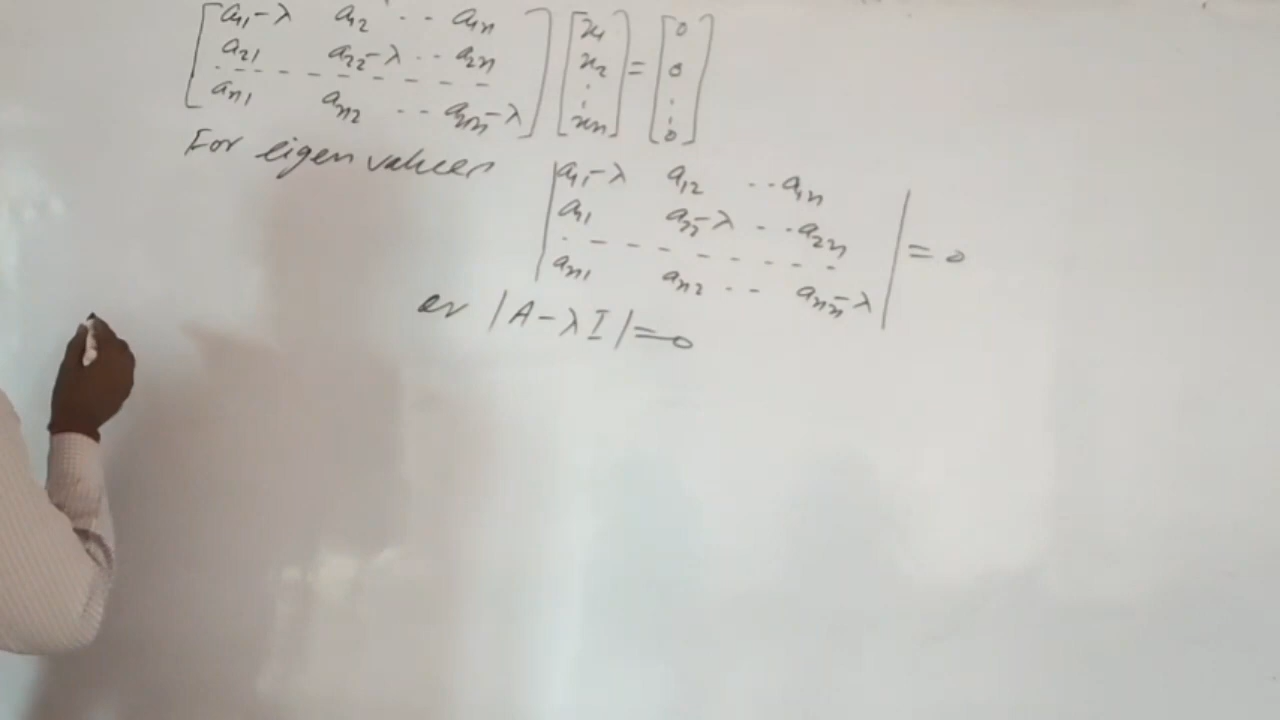 [a₁₁-λ a₁₂ .. a₁ₙ] [x₁] = [0]
[a₂₁ a₂₂-λ .. a₂ₙ] [x₂] [0]
- - - - - - - - [⋮] [⋮]
[aₙ₁ aₙ₂ .. aₙₙ-λ] [xₙ] [0]
For eigen values
|a₁₁-λ a₁₂ .. a₁ₙ|
|a₂₁ a₂₂-λ .. a₂ₙ| = 0
- - - - - - - -
|aₙ₁ aₙ₂ .. aₙₙ-λ|
or |A-λI|=0